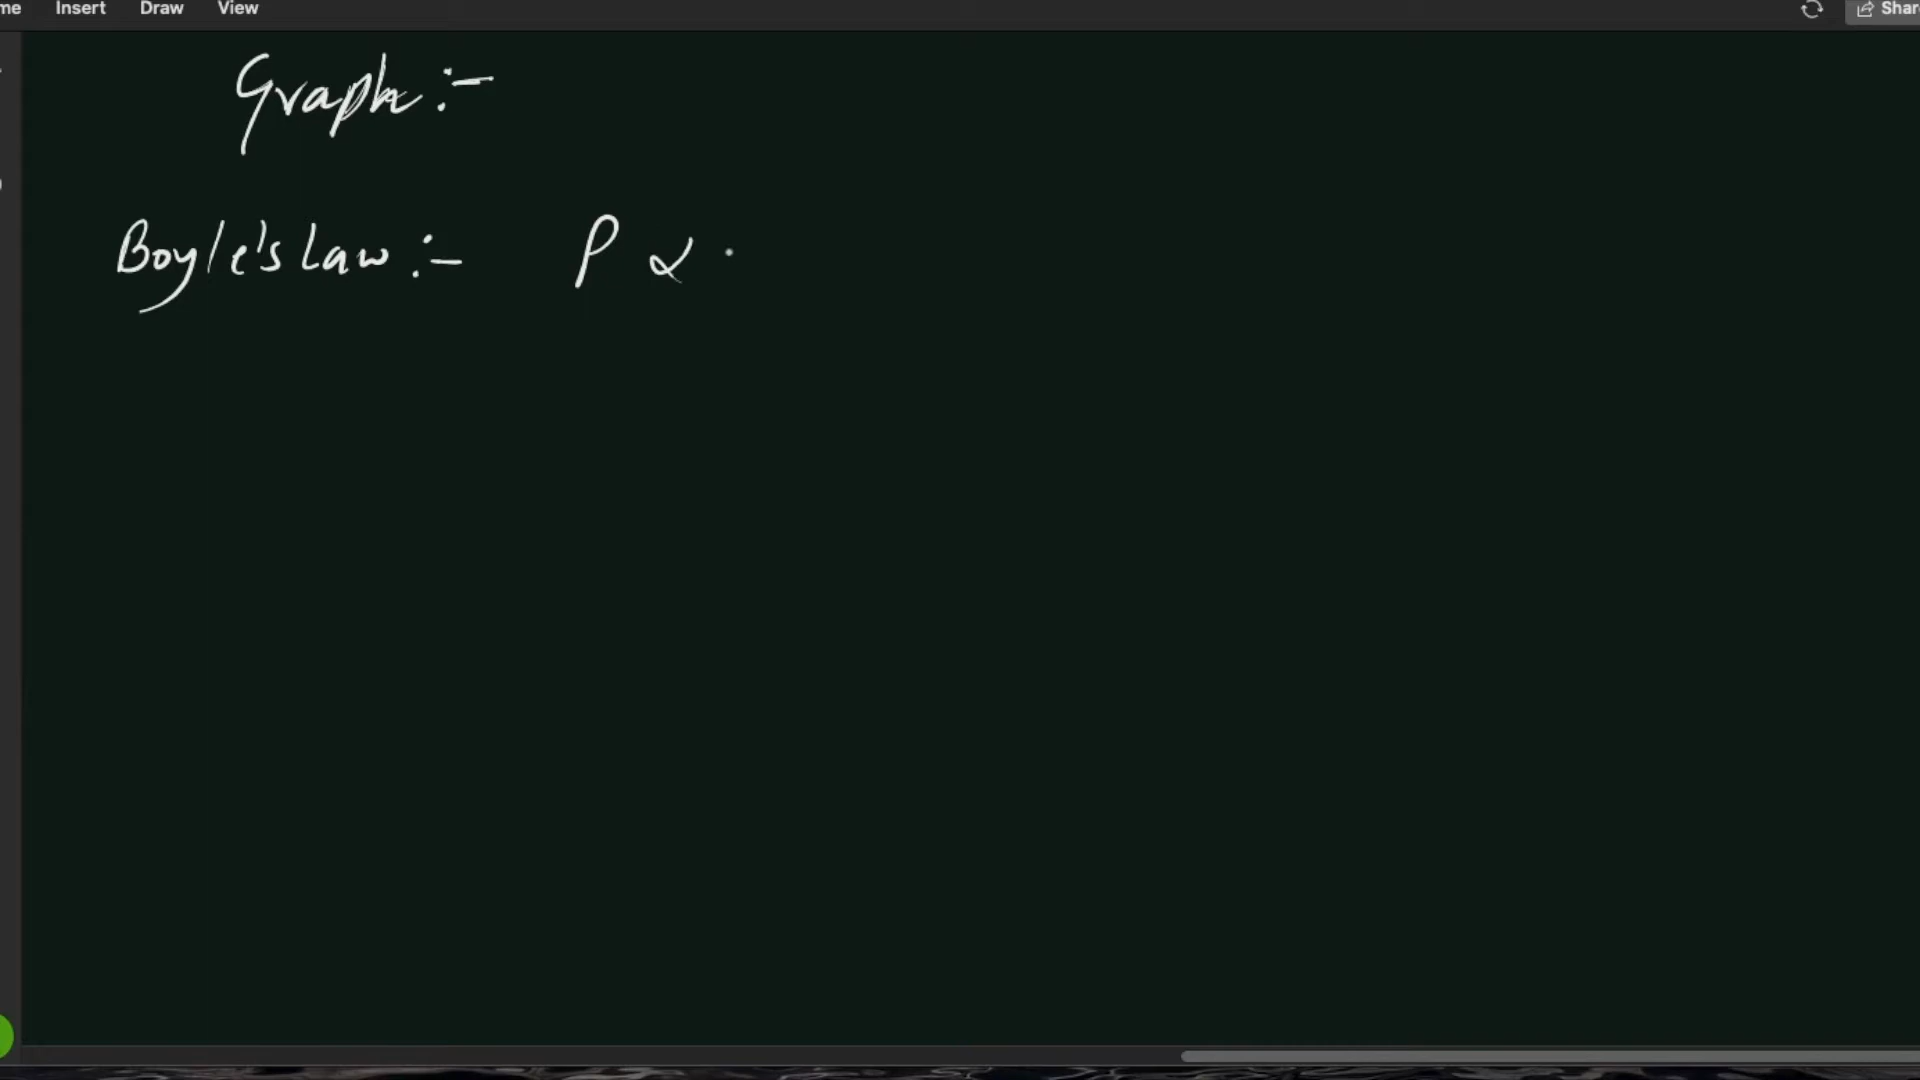 me Insert Draw View Shar
Graph :-
Boyle's Law :- P ∝